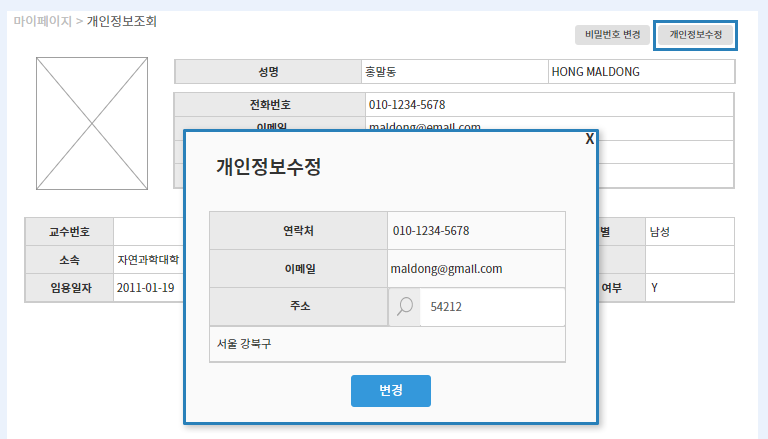 마이페이지 > 개인정보조회
비밀번호 변경 개인정보수정
성명 홍말동 HONG MALDONG
전화번호 010-1234-5678
이메일 maldong@email.com
X
개인정보수정
연락처 010-1234-5678
이메일 maldong@gmail.com
주소 54212
서울 강북구
변경
교수번호 별 남성
소속 자연과학대학
임용일자 2011-01-19 여부 Y